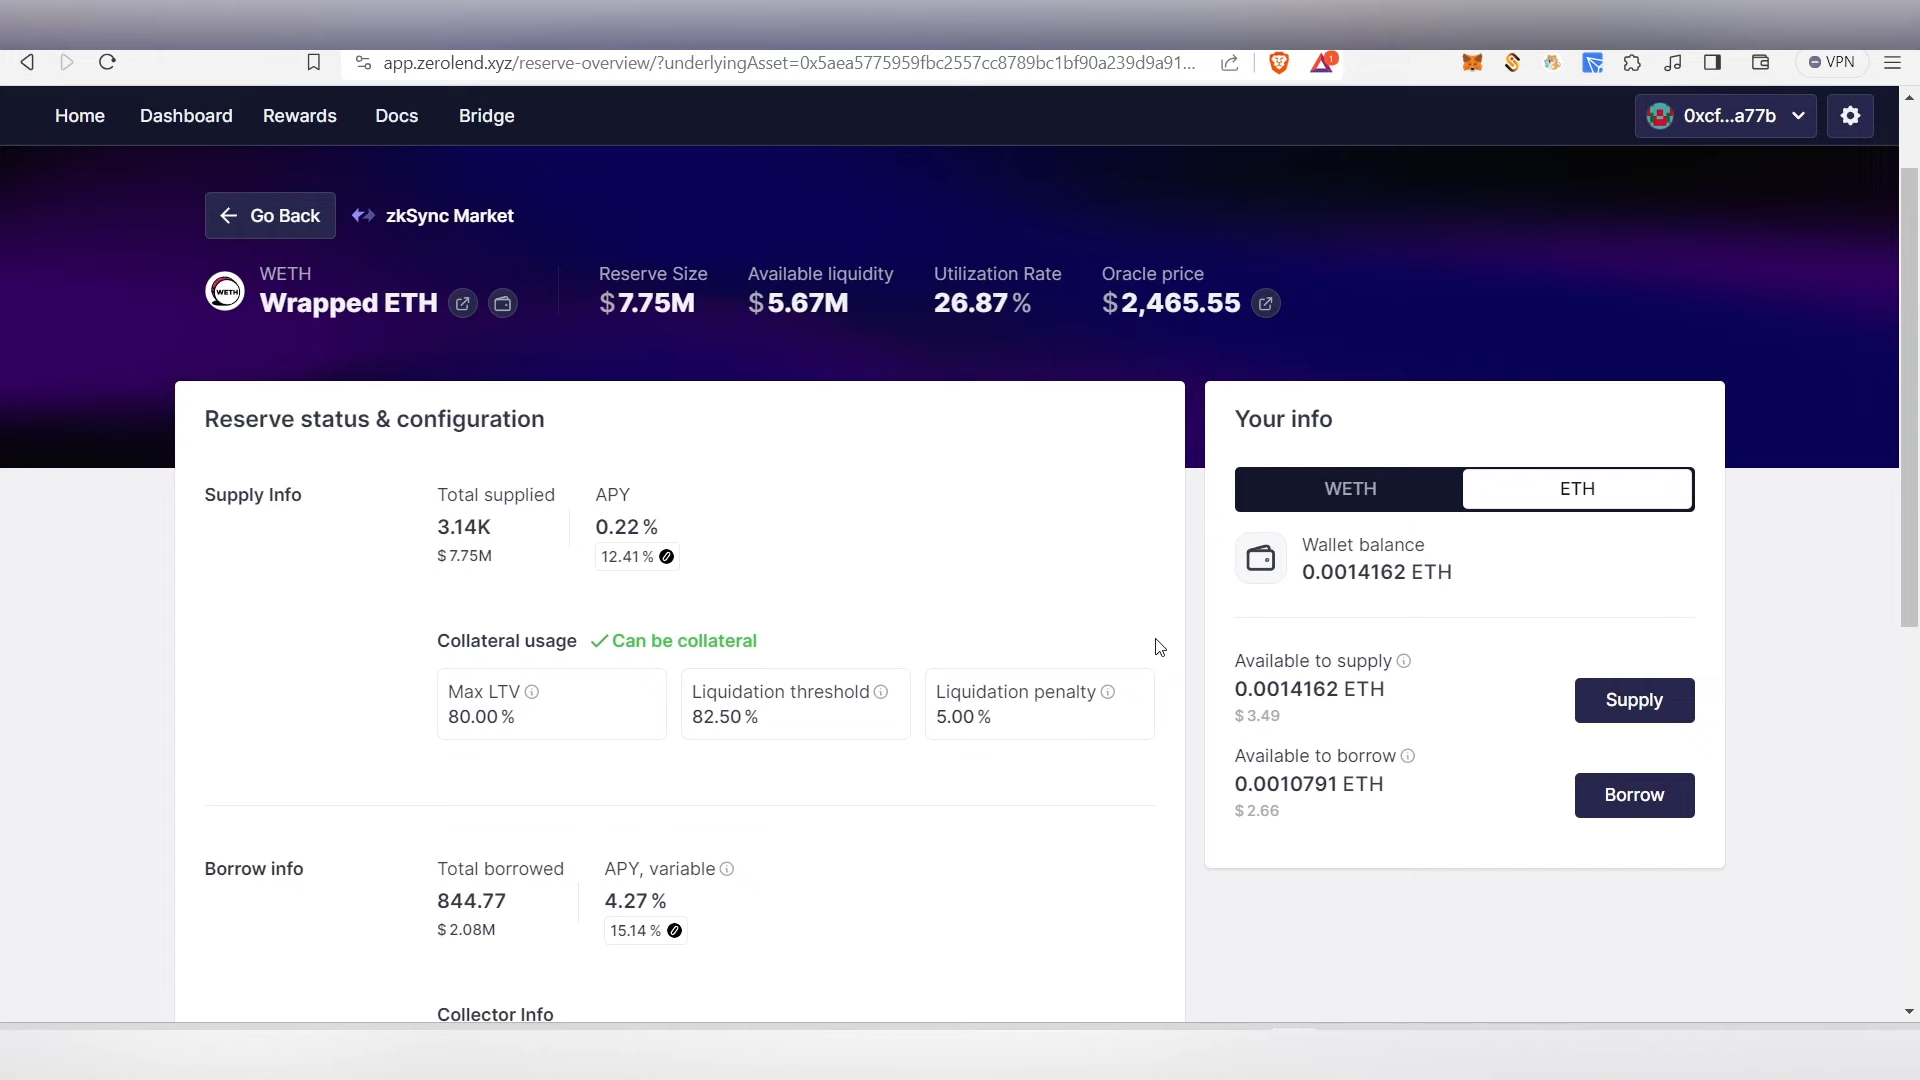 app.zerolend.xyz/reserve-overview/?underlyingAsset=0x5aea5775959fbc2557cc8789bc1bf90a239d9a91...
1
VPN
Home Dashboard Rewards Docs Bridge
0xcf...a77b
Go Back
zkSync Market
WETH
WETH
Wrapped ETH
Reserve Size
$7.75M
Available liquidity
$5.67M
Utilization Rate
26.87%
Oracle price
$2,465.55
Reserve status & configuration
Supply Info
Total supplied
3.14K
$7.75M
APY
0.22%
12.41%
Collateral usage
Can be collateral
Max LTV
80.00%
Liquidation threshold
82.50%
Liquidation penalty
5.00%
Borrow info
Total borrowed
844.77
$2.08M
APY, variable
4.27%
15.14%
Collector Info
Your info
WETH
ETH
Wallet balance
0.0014162 ETH
Available to supply
0.0014162 ETH
$3.49
Supply
Available to borrow
0.0010791 ETH
$2.66
Borrow